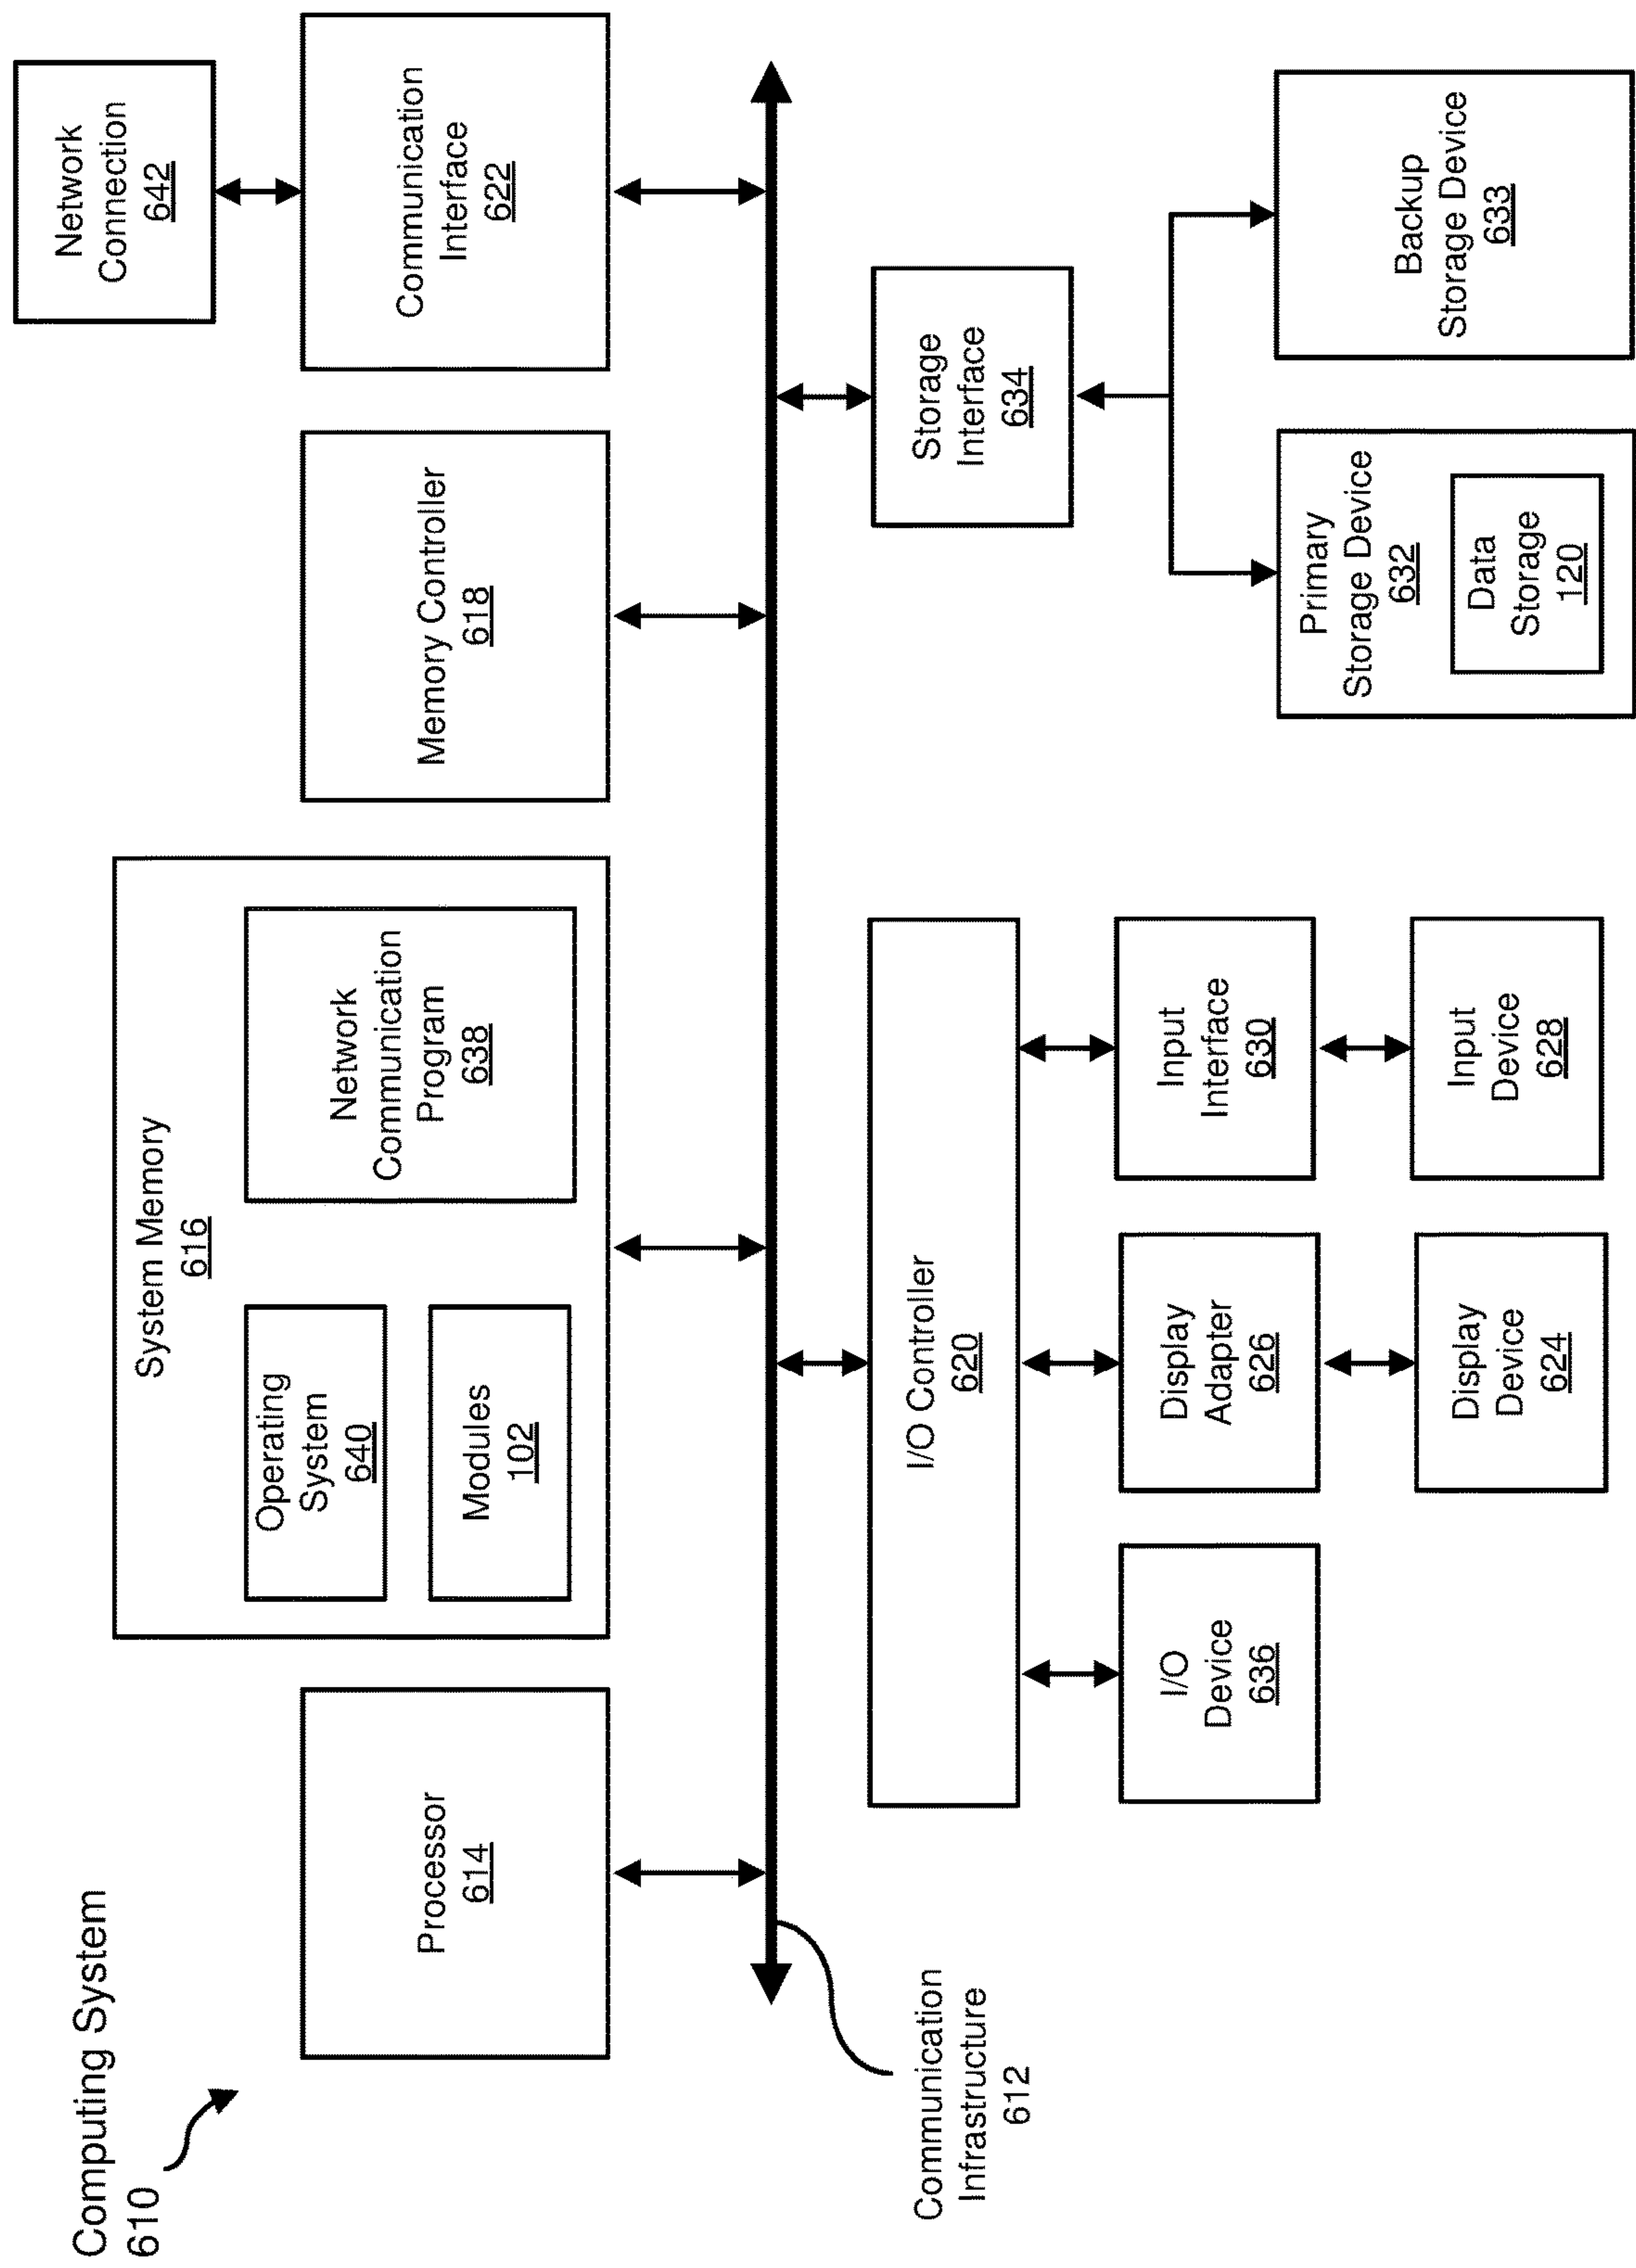 Computing System
610
Processor
614
System Memory
616
Operating
System
640
Modules
102
Network
Communication
Program
638
Memory Controller
618
Communication
Interface
622
Network
Connection
642
Communication
Infrastructure
612
I/O Controller
620
I/O
Device
636
Display
Adapter
626
Input
Interface
630
Display
Device
624
Input
Device
628
Storage
Interface
634
Primary
Storage Device
632
Data
Storage
120
Backup
Storage Device
633